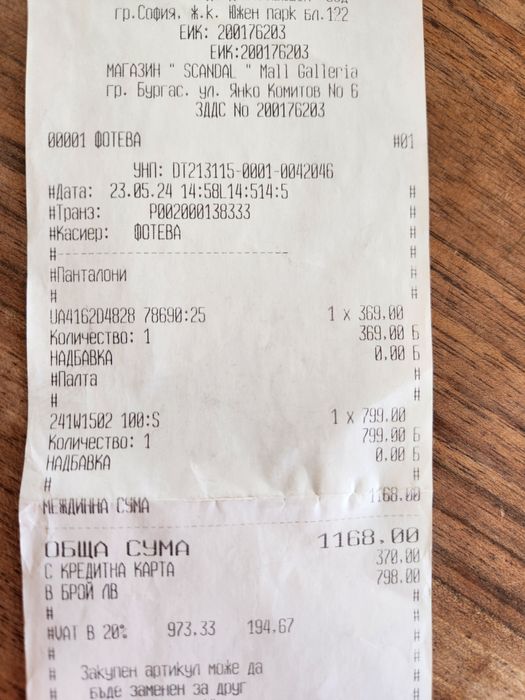 гр.София, ж.к. Южен парк бл.122
ЕИК: 200176203
ЕИК:200176203
МАГАЗИН " SCANDAL " Mall Galleria
гр. Бургас. ул. Янко Комитов No 6
ЗДДС No 200176203
00001 ФОТЕВА #01
УНП: DT213115-0001-0042046
#Дата: 23.05.24 14:58L14:514:5 #
#Транз: P002000138333 #
#Касиер: ФОТЕВА #
#------------------------------ #
#Панталони #
# #
UA4162D4828 78690:25 1 x 369.00
Количество: 1 369.00 Б
НАДБАВКА 0.00 Б
#Палта #
# #
241W1502 100:S 1 x 799.00
Количество: 1 799.00 Б
НАДБАВКА 0.00 Б
# #
МЕЖДИННА СУМА 1168.00
ОБЩА СУМА 1168.00
С КРЕДИТНА КАРТА 370.00
В БРОЙ ЛВ 798.00
# #
#VAT В 20% 973.33 194.67 #
# #
# Закупен артикул може да #
# бъде заменен за друг #